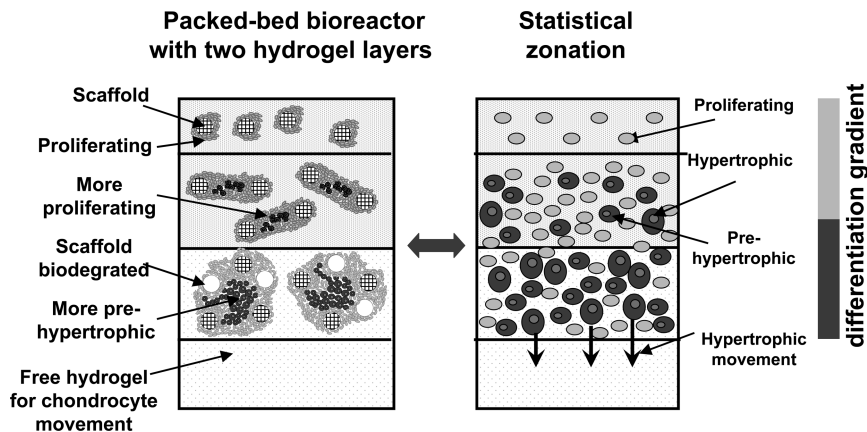 Packed-bed bioreactor
with two hydrogel layers
Statistical
zonation
Scaffold
Proliferating
More
proliferating
Scaffold
biodegrated
More pre-
hypertrophic
Free hydrogel
for chondrocyte
movement
Proliferating
Hypertrophic
Pre-
hypertrophic
Hypertrophic
movement
differentiation gradient